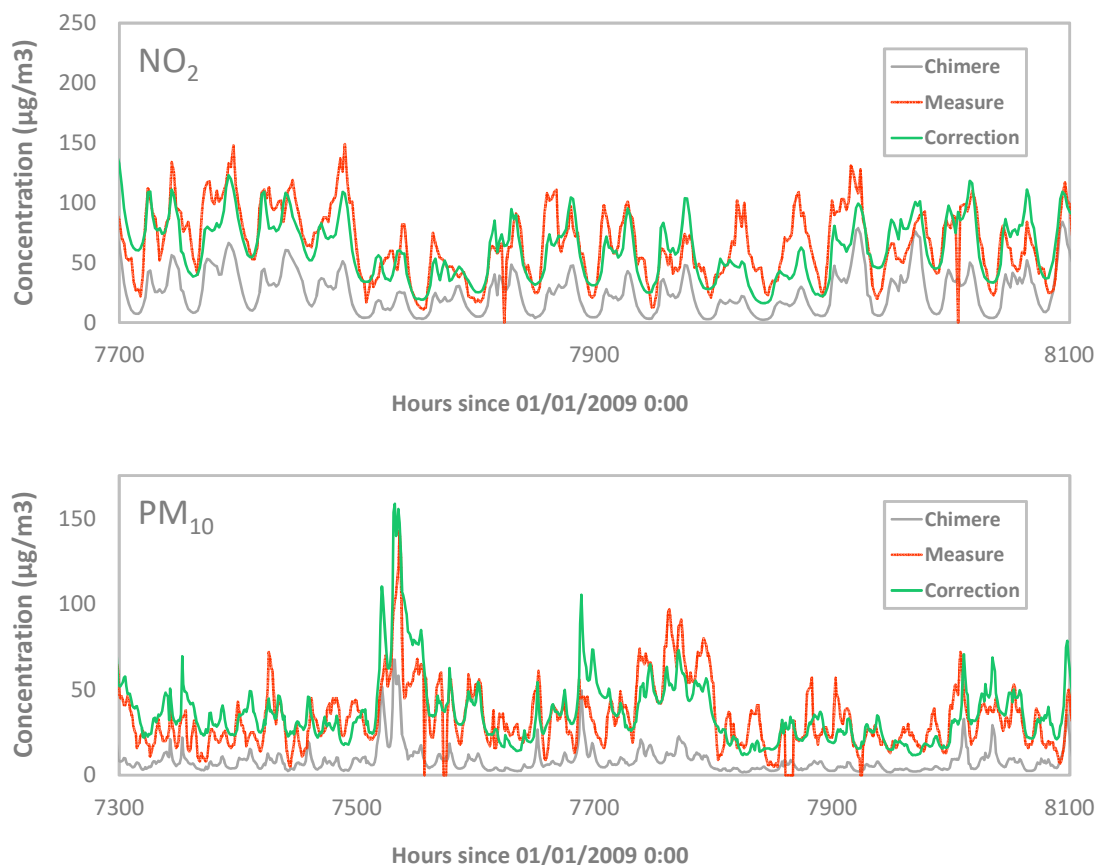 NO2
Concentration (µg/m3)
250
200
150
100
50
0
Chimere
Measure
Correction
7700
7900
8100
Hours since 01/01/2009 0:00
PM10
Concentration (µg/m3)
150
100
50
0
Chimere
Measure
Correction
7300
7500
7700
7900
8100
Hours since 01/01/2009 0:00